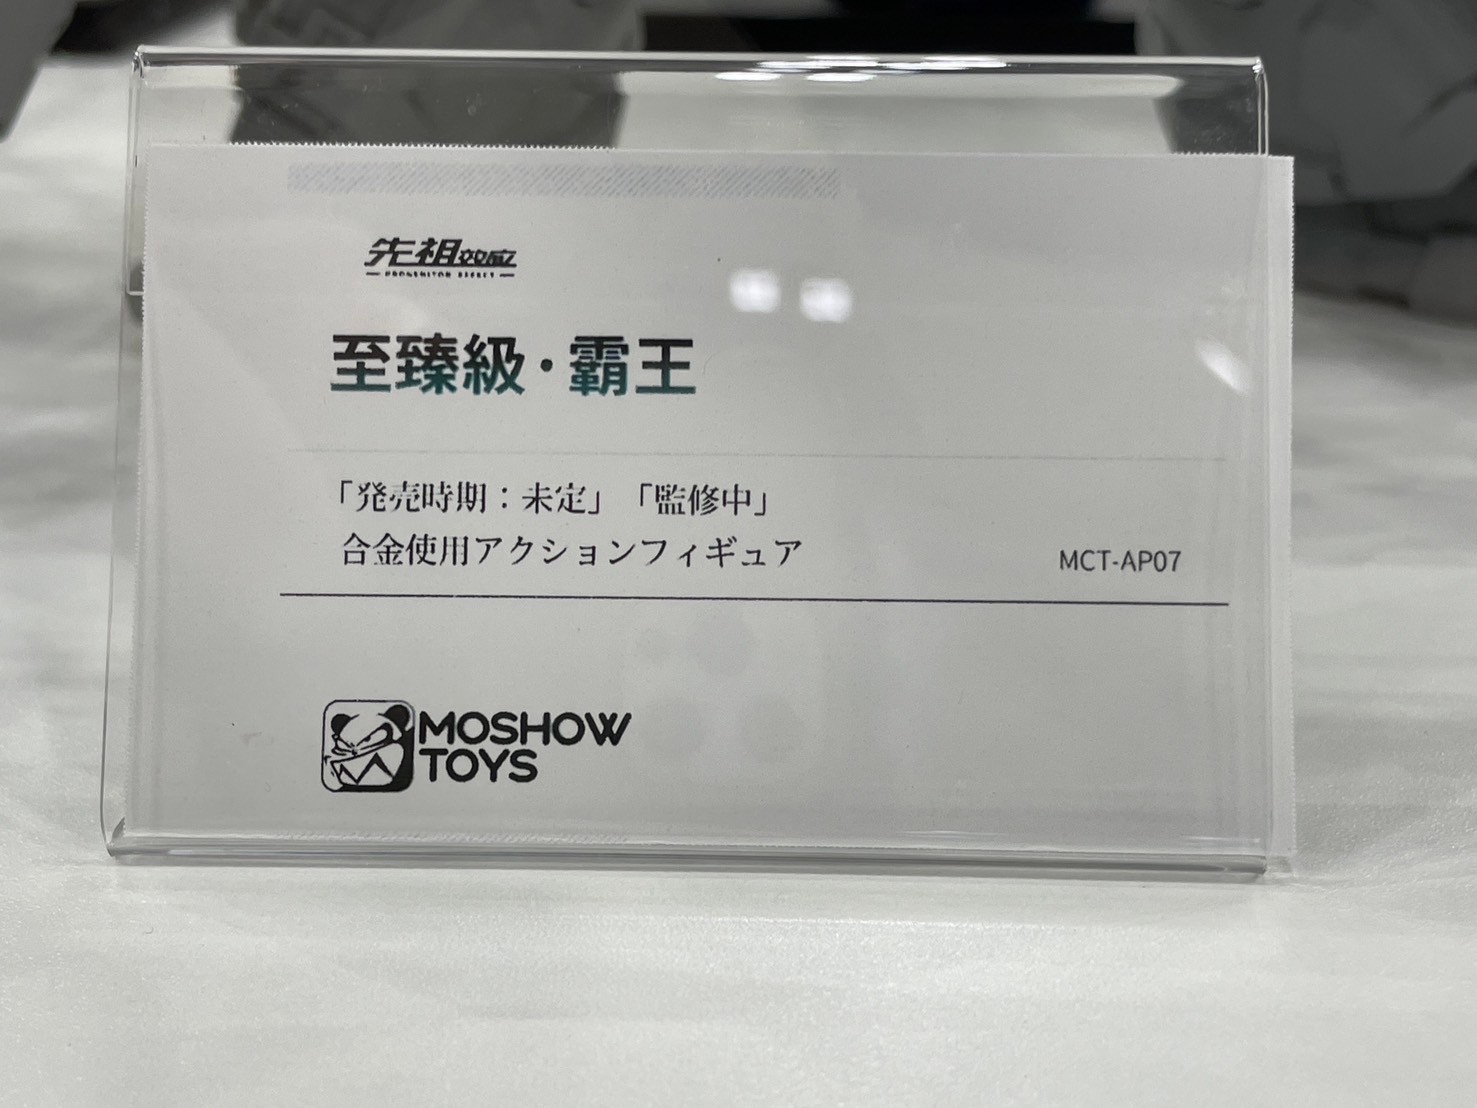 先祖效应
PROGENITOR EFFECT
至臻級·霸王
「発売時期：未定」「監修中」
合金使用アクションフィギュア
MCT-AP07
MOSHOW
TOYS